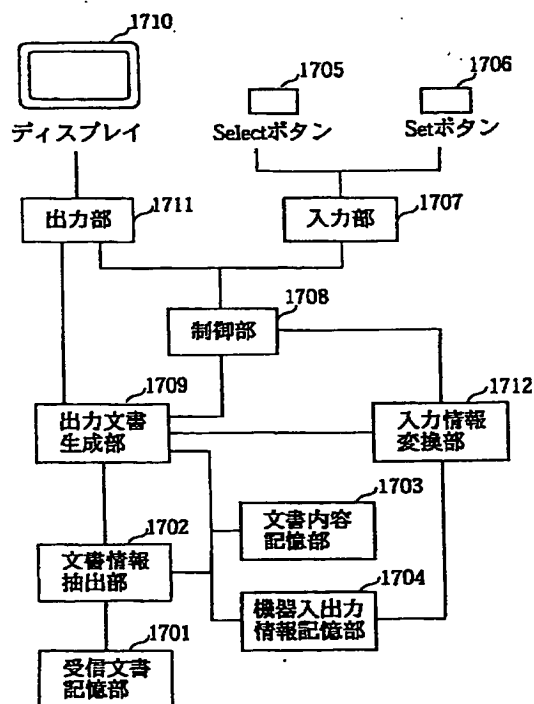 1710
1705
1706
ディスプレイ
Selectボタン
Setボタン
出力部
1711
入力部
1707
制御部
1708
1709
出力文書
生成部
1712
入力情報
変換部
1703
文書内容
記憶部
1702
文書情報
抽出部
1704
機器入出力
情報記憶部
1701
受信文書
記憶部